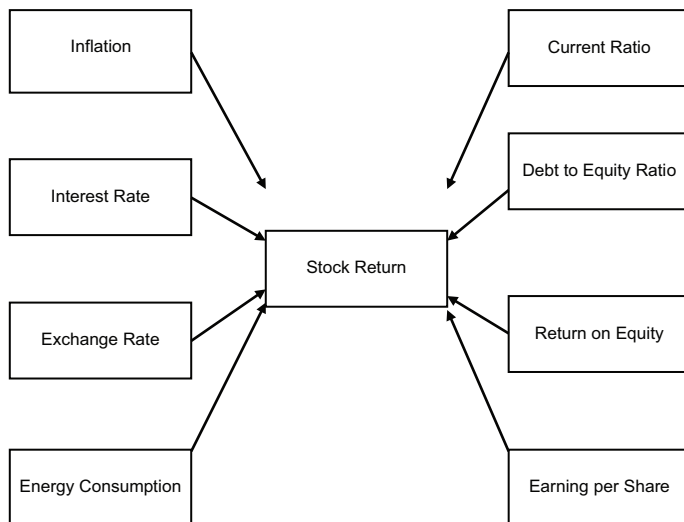 Inflation
Current Ratio
Debt to Equity Ratio
Interest Rate
Stock Return
Exchange Rate
Return on Equity
Energy Consumption
Earning per Share